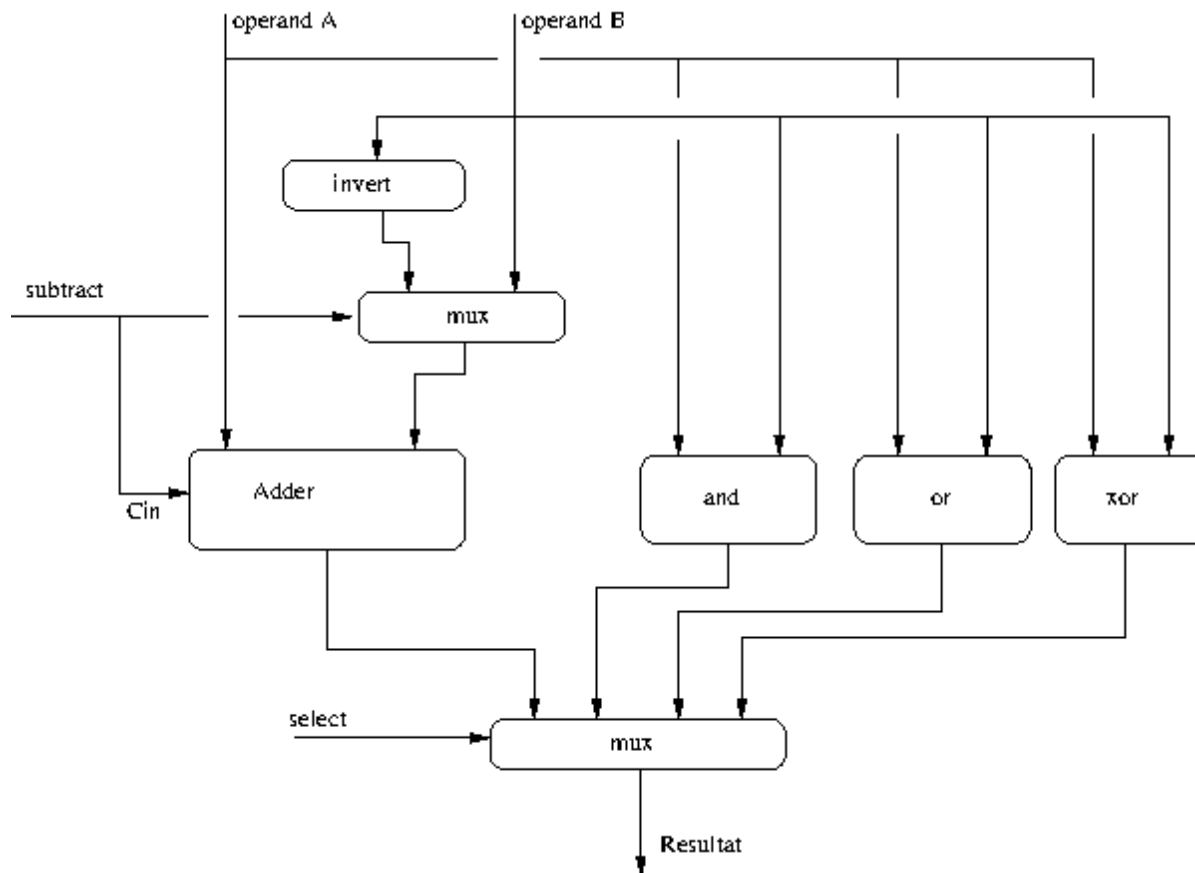 operand A
operand B
invert
subtract
mux
Adder
and
or
xor
Cin
select
mux
Resultat